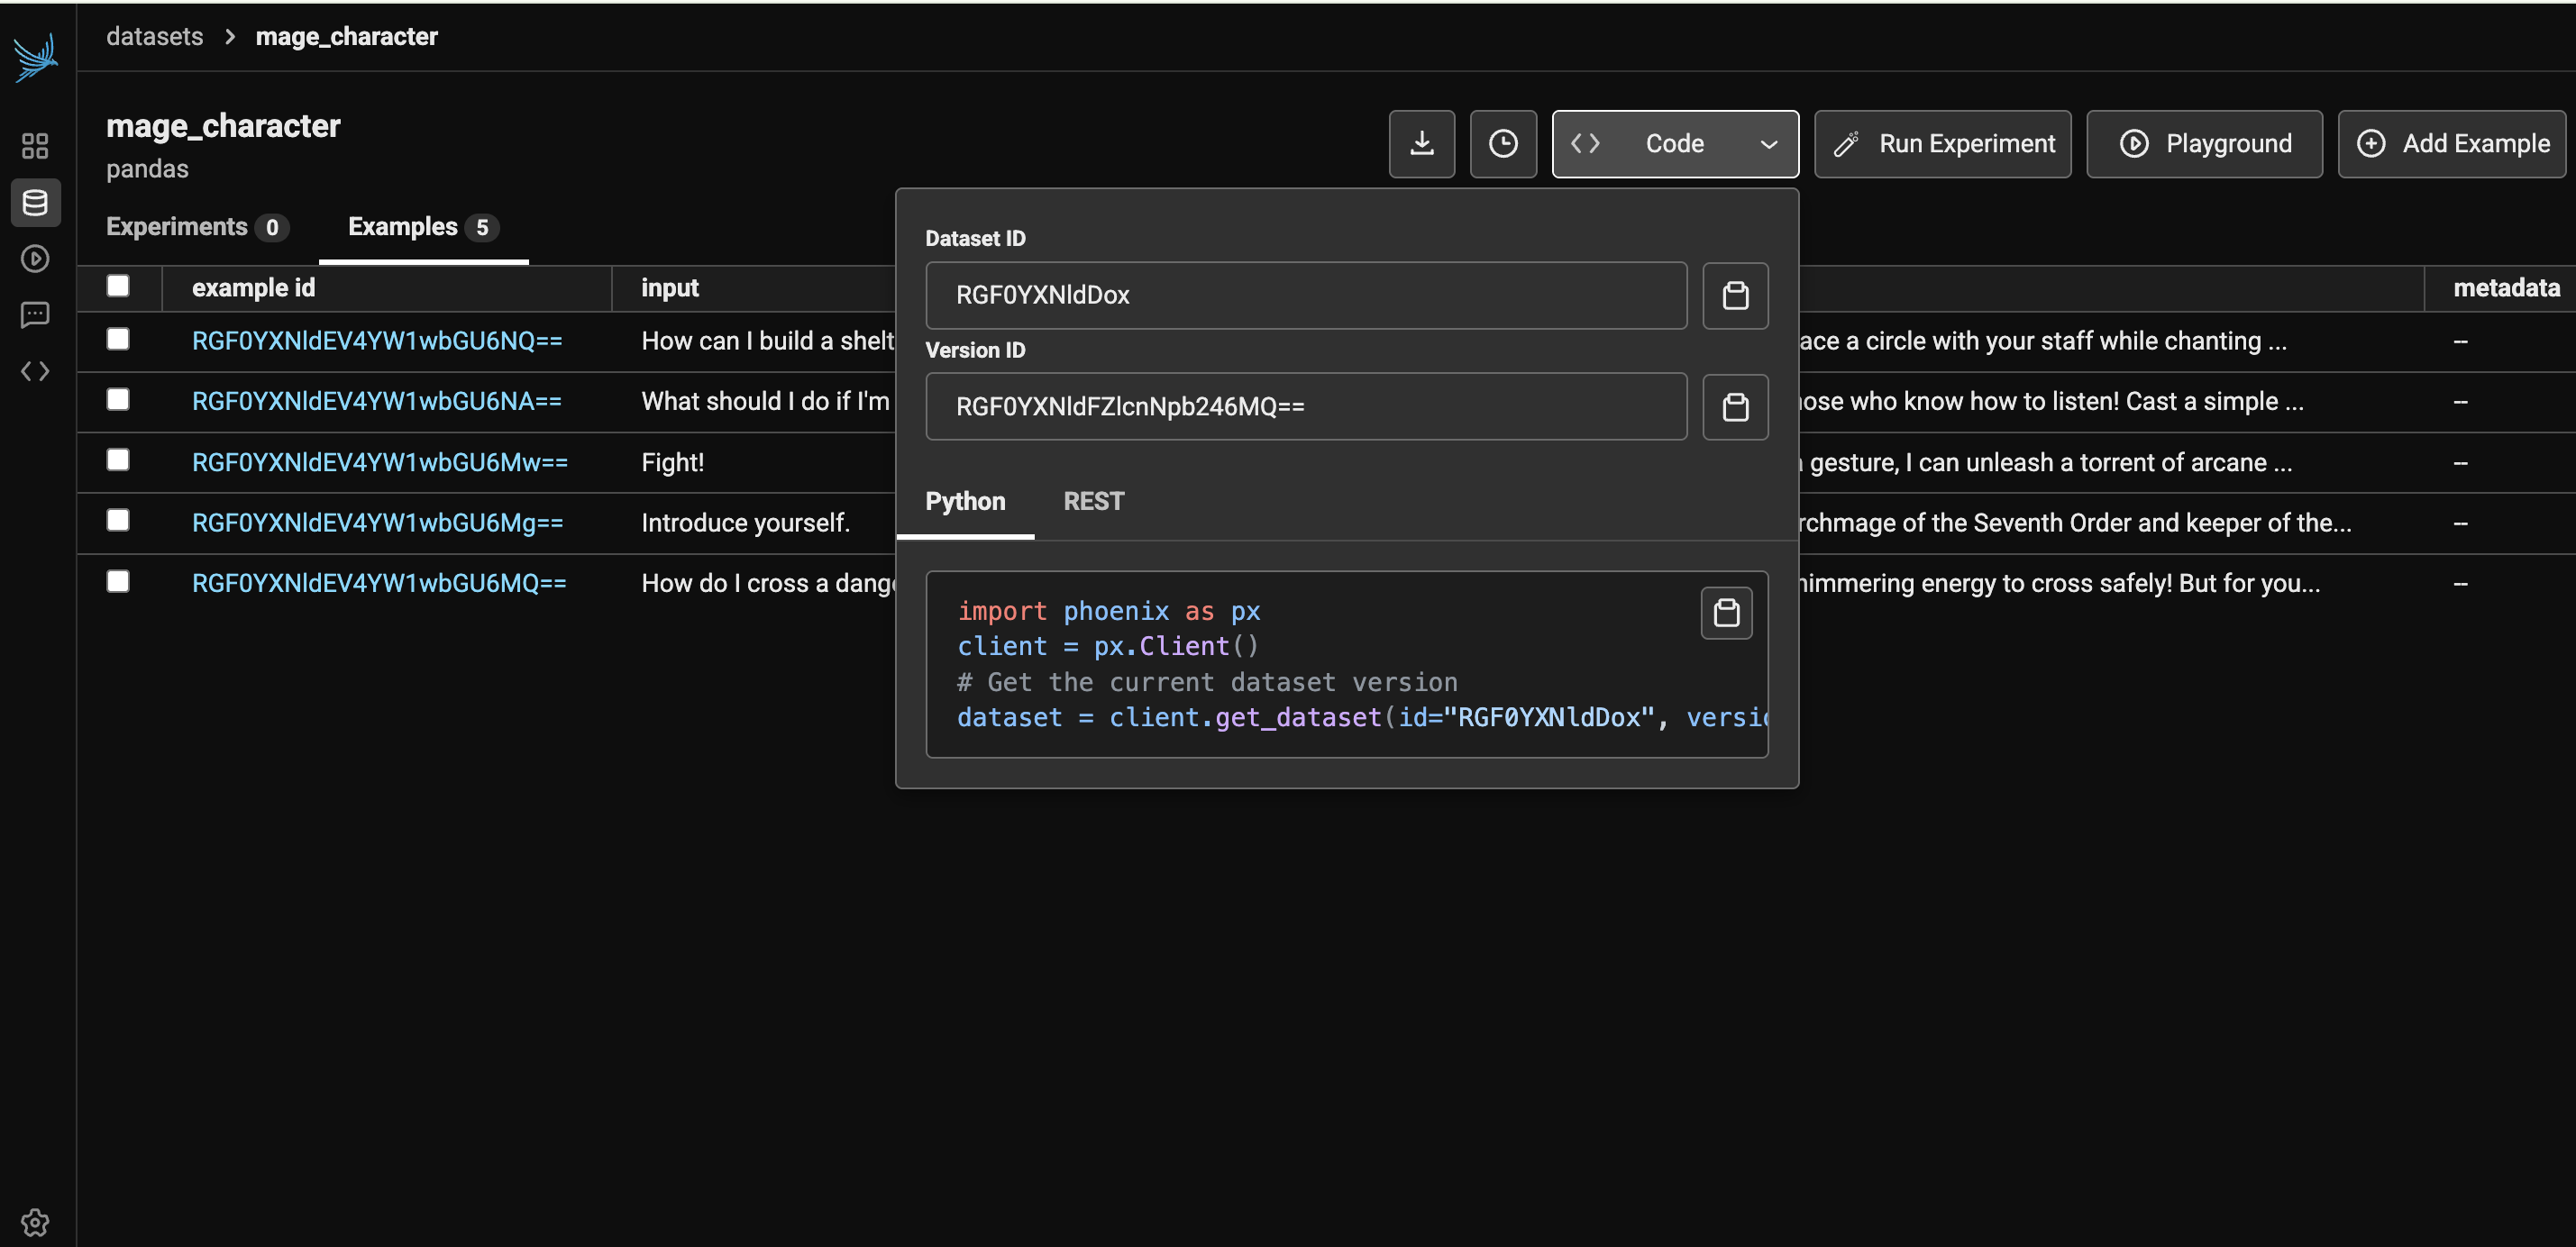 datasets > mage_character
mage_character
pandas
Code
Run Experiment
Playground
Add Example
Experiments 0
Examples 5
example id
input
metadata
RGF0YXNldEV4YW1wbGU6NQ==
How can I build a shelt
ace a circle with your staff while chanting ...
--
RGF0YXNldEV4YW1wbGU6NA==
What should I do if I'm
nose who know how to listen! Cast a simple ...
--
RGF0YXNldEV4YW1wbGU6Mw==
Fight!
gesture, I can unleash a torrent of arcane ...
--
RGF0YXNldEV4YW1wbGU6Mg==
Introduce yourself.
rchmage of the Seventh Order and keeper of the...
--
RGF0YXNldEV4YW1wbGU6MQ==
How do I cross a dange
himmering energy to cross safely! But for you...
--
Dataset ID
RGF0YXNldDox
Version ID
RGF0YXNldFZlcnNpb246MQ==
Python
REST
import phoenix as px
client = px.Client()
# Get the current dataset version
dataset = client.get_dataset(id="RGF0YXNldDox", versio